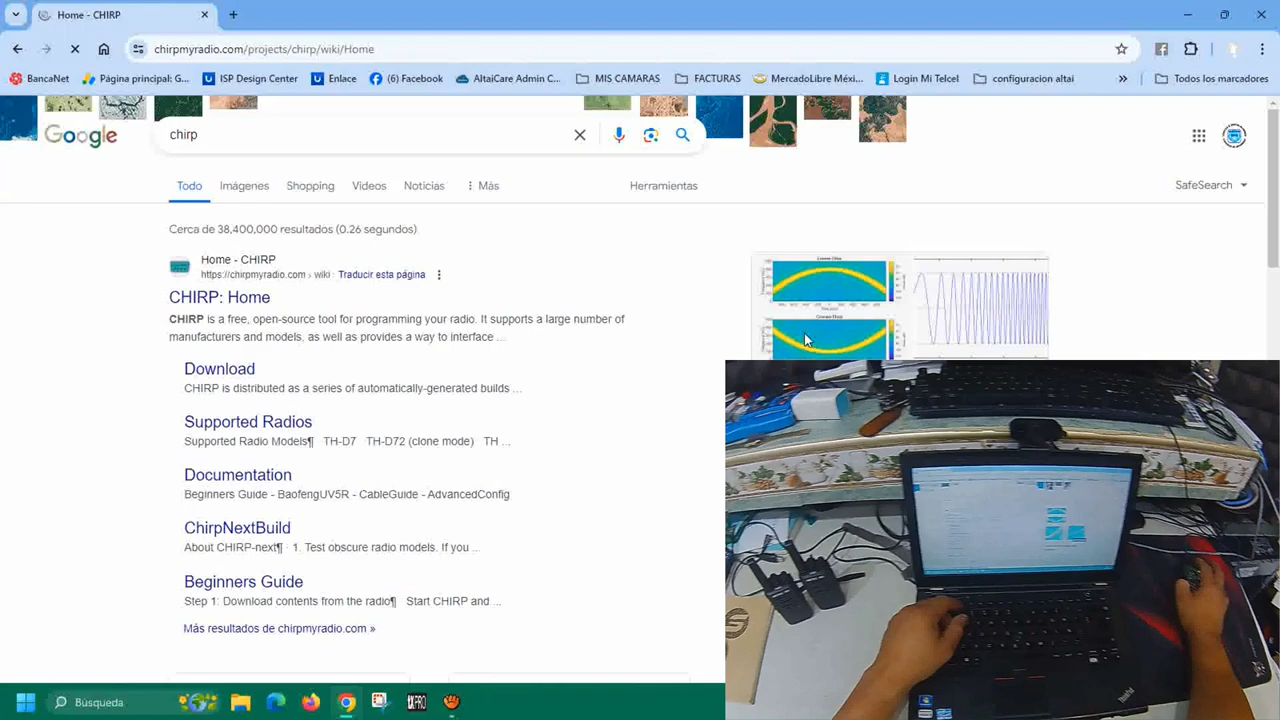 Home - CHIRP
chirpmyradio.com/projects/chirp/wiki/Home
BancaNet
Página principal: G...
ISP Design Center
Enlace
(6) Facebook
AltaiCare Admin C...
MIS CAMARAS
FACTURAS
MercadoLibre Méxi...
Login Mi Telcel
configuracion altai
Todos los marcadores
Google
chirp
Todo
Imágenes
Shopping
Videos
Noticias
Más
Herramientas
SafeSearch
Cerca de 38,400,000 resultados (0.26 segundos)
Home - CHIRP
https://chirpmyradio.com › wiki · Traducir esta página
CHIRP: Home
CHIRP is a free, open-source tool for programming your radio. It supports a large number of
manufacturers and models, as well as provides a way to interface ...
Download
CHIRP is distributed as a series of automatically-generated builds ...
Supported Radios
Supported Radio Models¶ TH-D7 TH-D72 (clone mode) TH ...
Documentation
Beginners Guide - BaofengUV5R - CableGuide - AdvancedConfig
ChirpNextBuild
About CHIRP-next¶ · 1. Test obscure radio models. If you ...
Beginners Guide
Step 1: Download contents from the radio¶ Start CHIRP and ...
Más resultados de chirpmyradio.com »
Búsqueda
ThinkPad